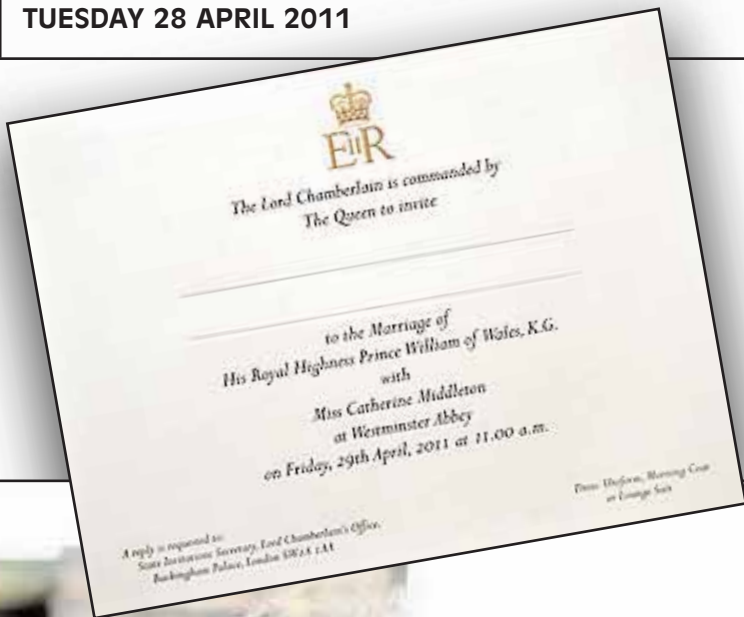 TUESDAY 28 APRIL 2011
EIIR
The Lord Chamberlain is commanded by
The Queen to invite
to the Marriage of
His Royal Highness Prince William of Wales, K.G.
with
Miss Catherine Middleton
at Westminster Abbey
on Friday, 29th April, 2011 at 11.00 a.m.
A reply is requested to:
State Invitations Secretary, Lord Chamberlain's Office,
Buckingham Palace, London SW1A 1AA
Dress: Uniform, Morning Coat
or Lounge Suit